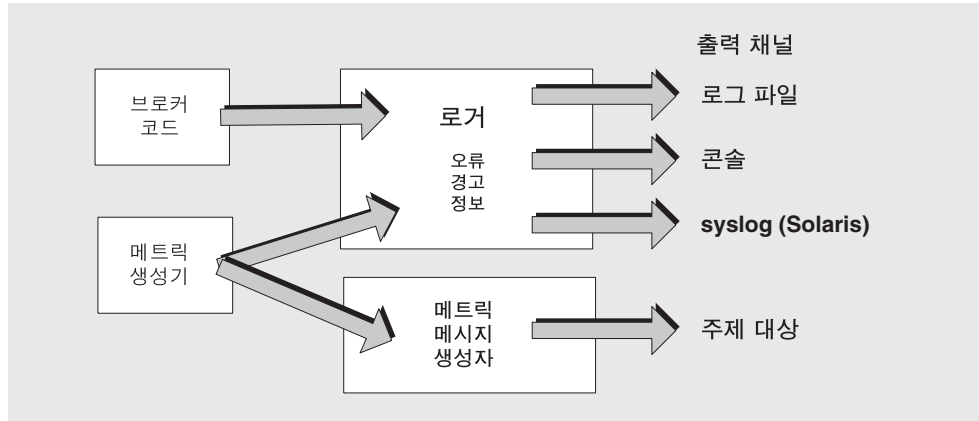 출력 채널
브로커
코드
로거
오류
경고
정보
로그 파일
콘솔
syslog (Solaris)
메트릭
생성기
메트릭
메시지
생성자
주제 대상